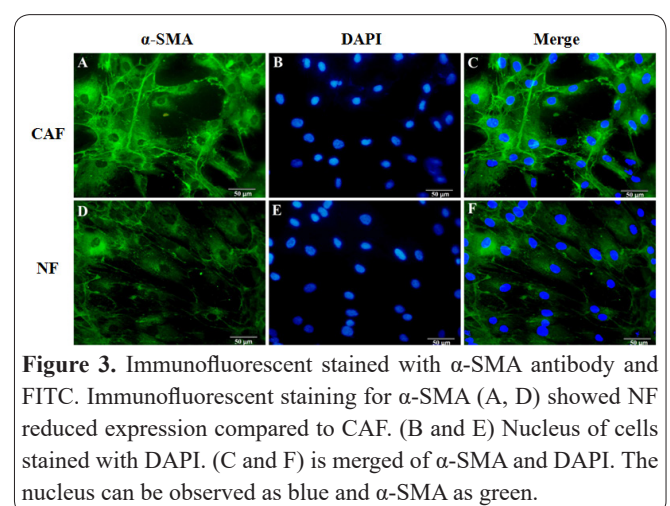 α-SMA DAPI Merge
CAF A B C
50 μm 50 μm 50 μm
NF D E F
50 μm 50 μm 50 μm
Figure 3. Immunofluorescent stained with α-SMA antibody and
FITC. Immunofluorescent staining for α-SMA (A, D) showed NF
reduced expression compared to CAF. (B and E) Nucleus of cells
stained with DAPI. (C and F) is merged of α-SMA and DAPI. The
nucleus can be observed as blue and α-SMA as green.